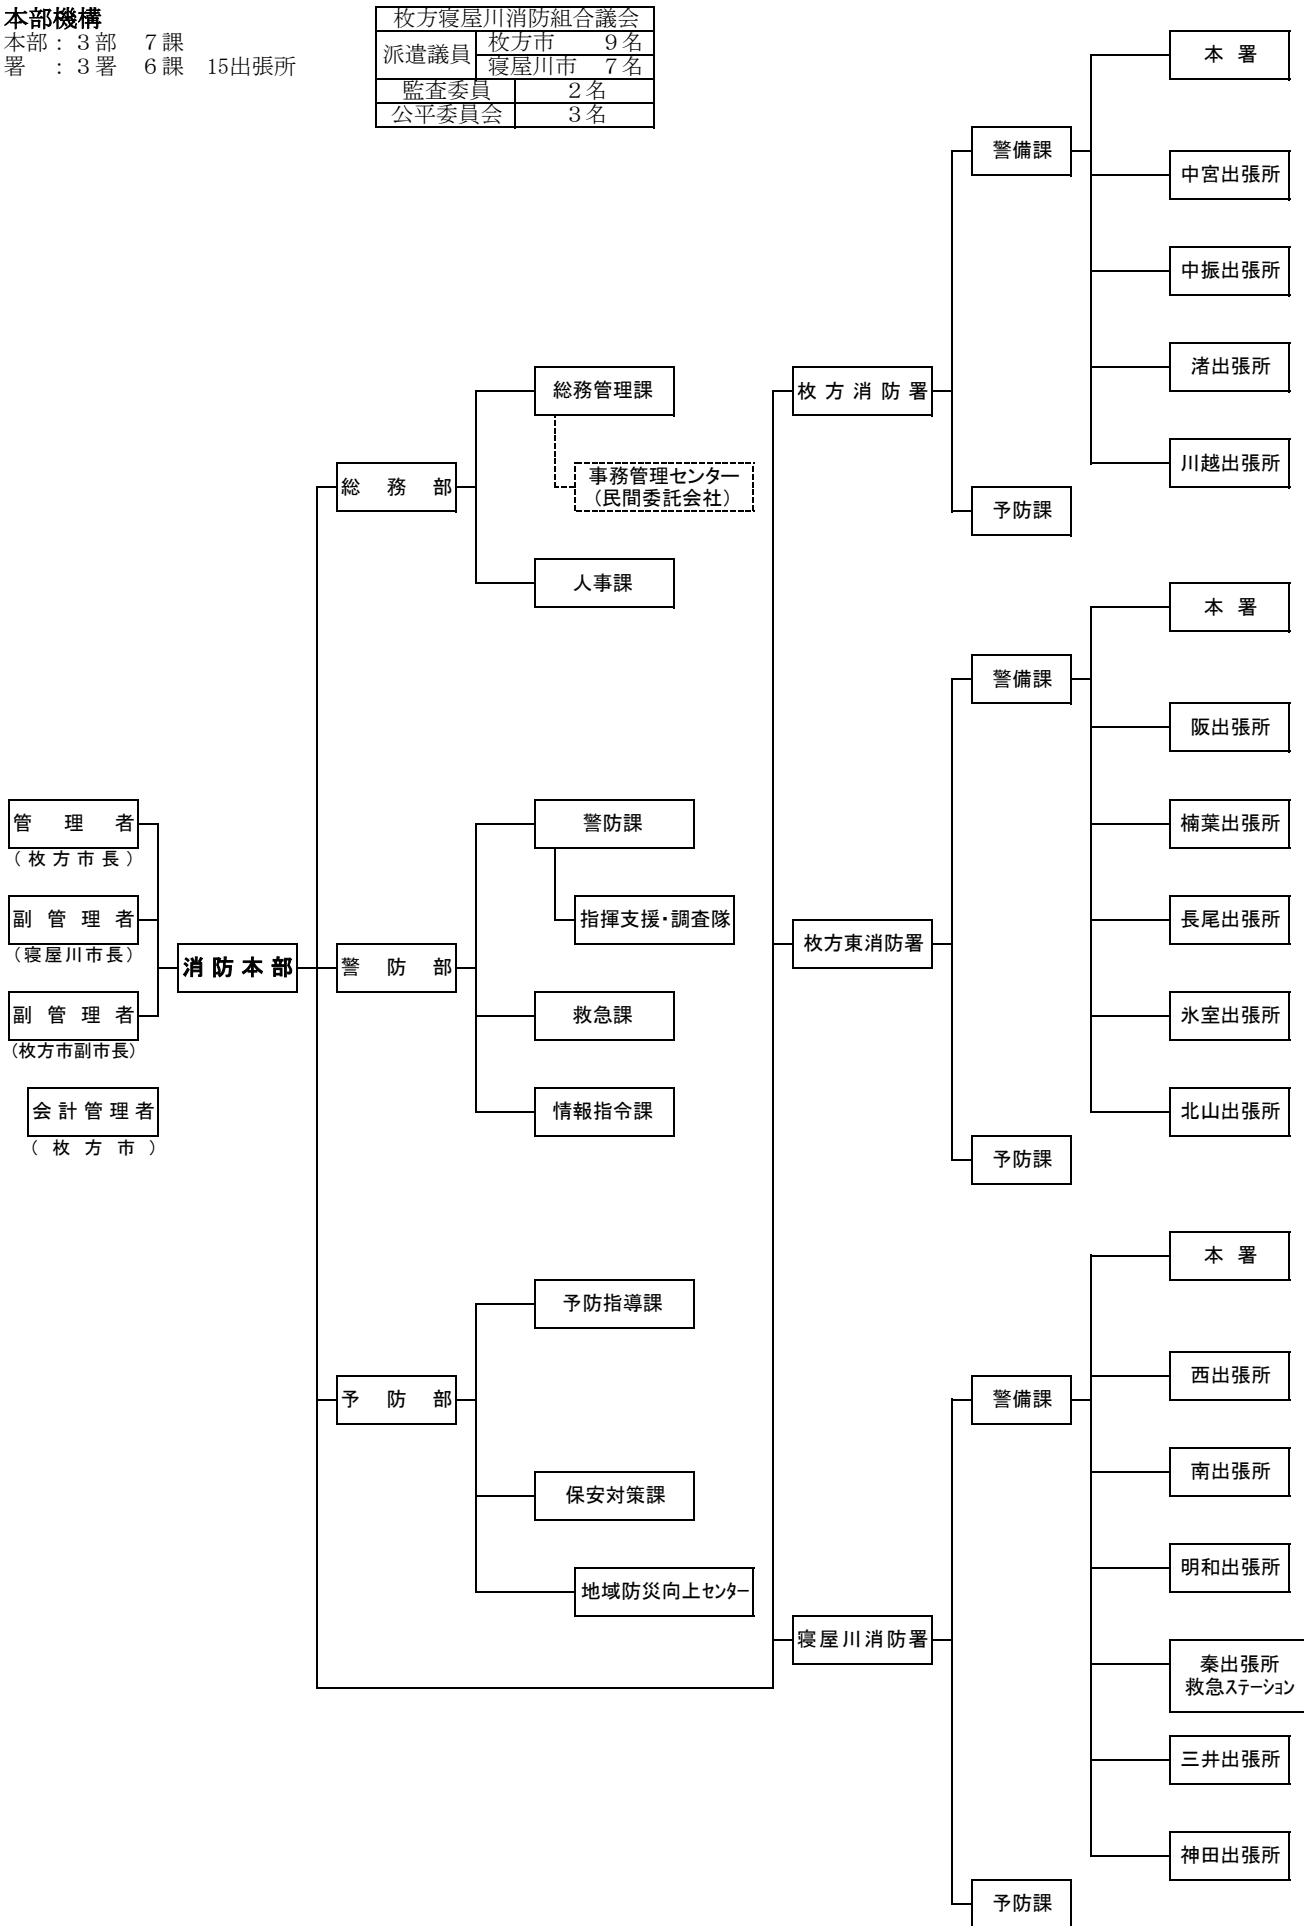 本部機構
本部：３部　７課
署　：３署　６課　15出張所
枚方寝屋川消防組合議会
派遣議員
枚方市　　９名
寝屋川市　７名
監査委員　２名
公平委員会　３名
管　理　者
（枚方市長）
副管理者
（寝屋川市長）
副管理者
（枚方市副市長）
会計管理者
（枚方市）
消防本部
総　務　部
総務管理課
事務管理センター
（民間委託会社）
人事課
警　防　部
警防課
指揮支援・調査隊
救急課
情報指令課
予　防　部
予防指導課
保安対策課
地域防災向上ｾﾝﾀｰ
枚方消防署
警備課
本　署
中宮出張所
中振出張所
渚出張所
川越出張所
予防課
枚方東消防署
警備課
本　署
阪出張所
楠葉出張所
長尾出張所
氷室出張所
北山出張所
予防課
寝屋川消防署
警備課
本　署
西出張所
南出張所
明和出張所
秦出張所
救急ｽﾃｰｼｮﾝ
三井出張所
神田出張所
予防課